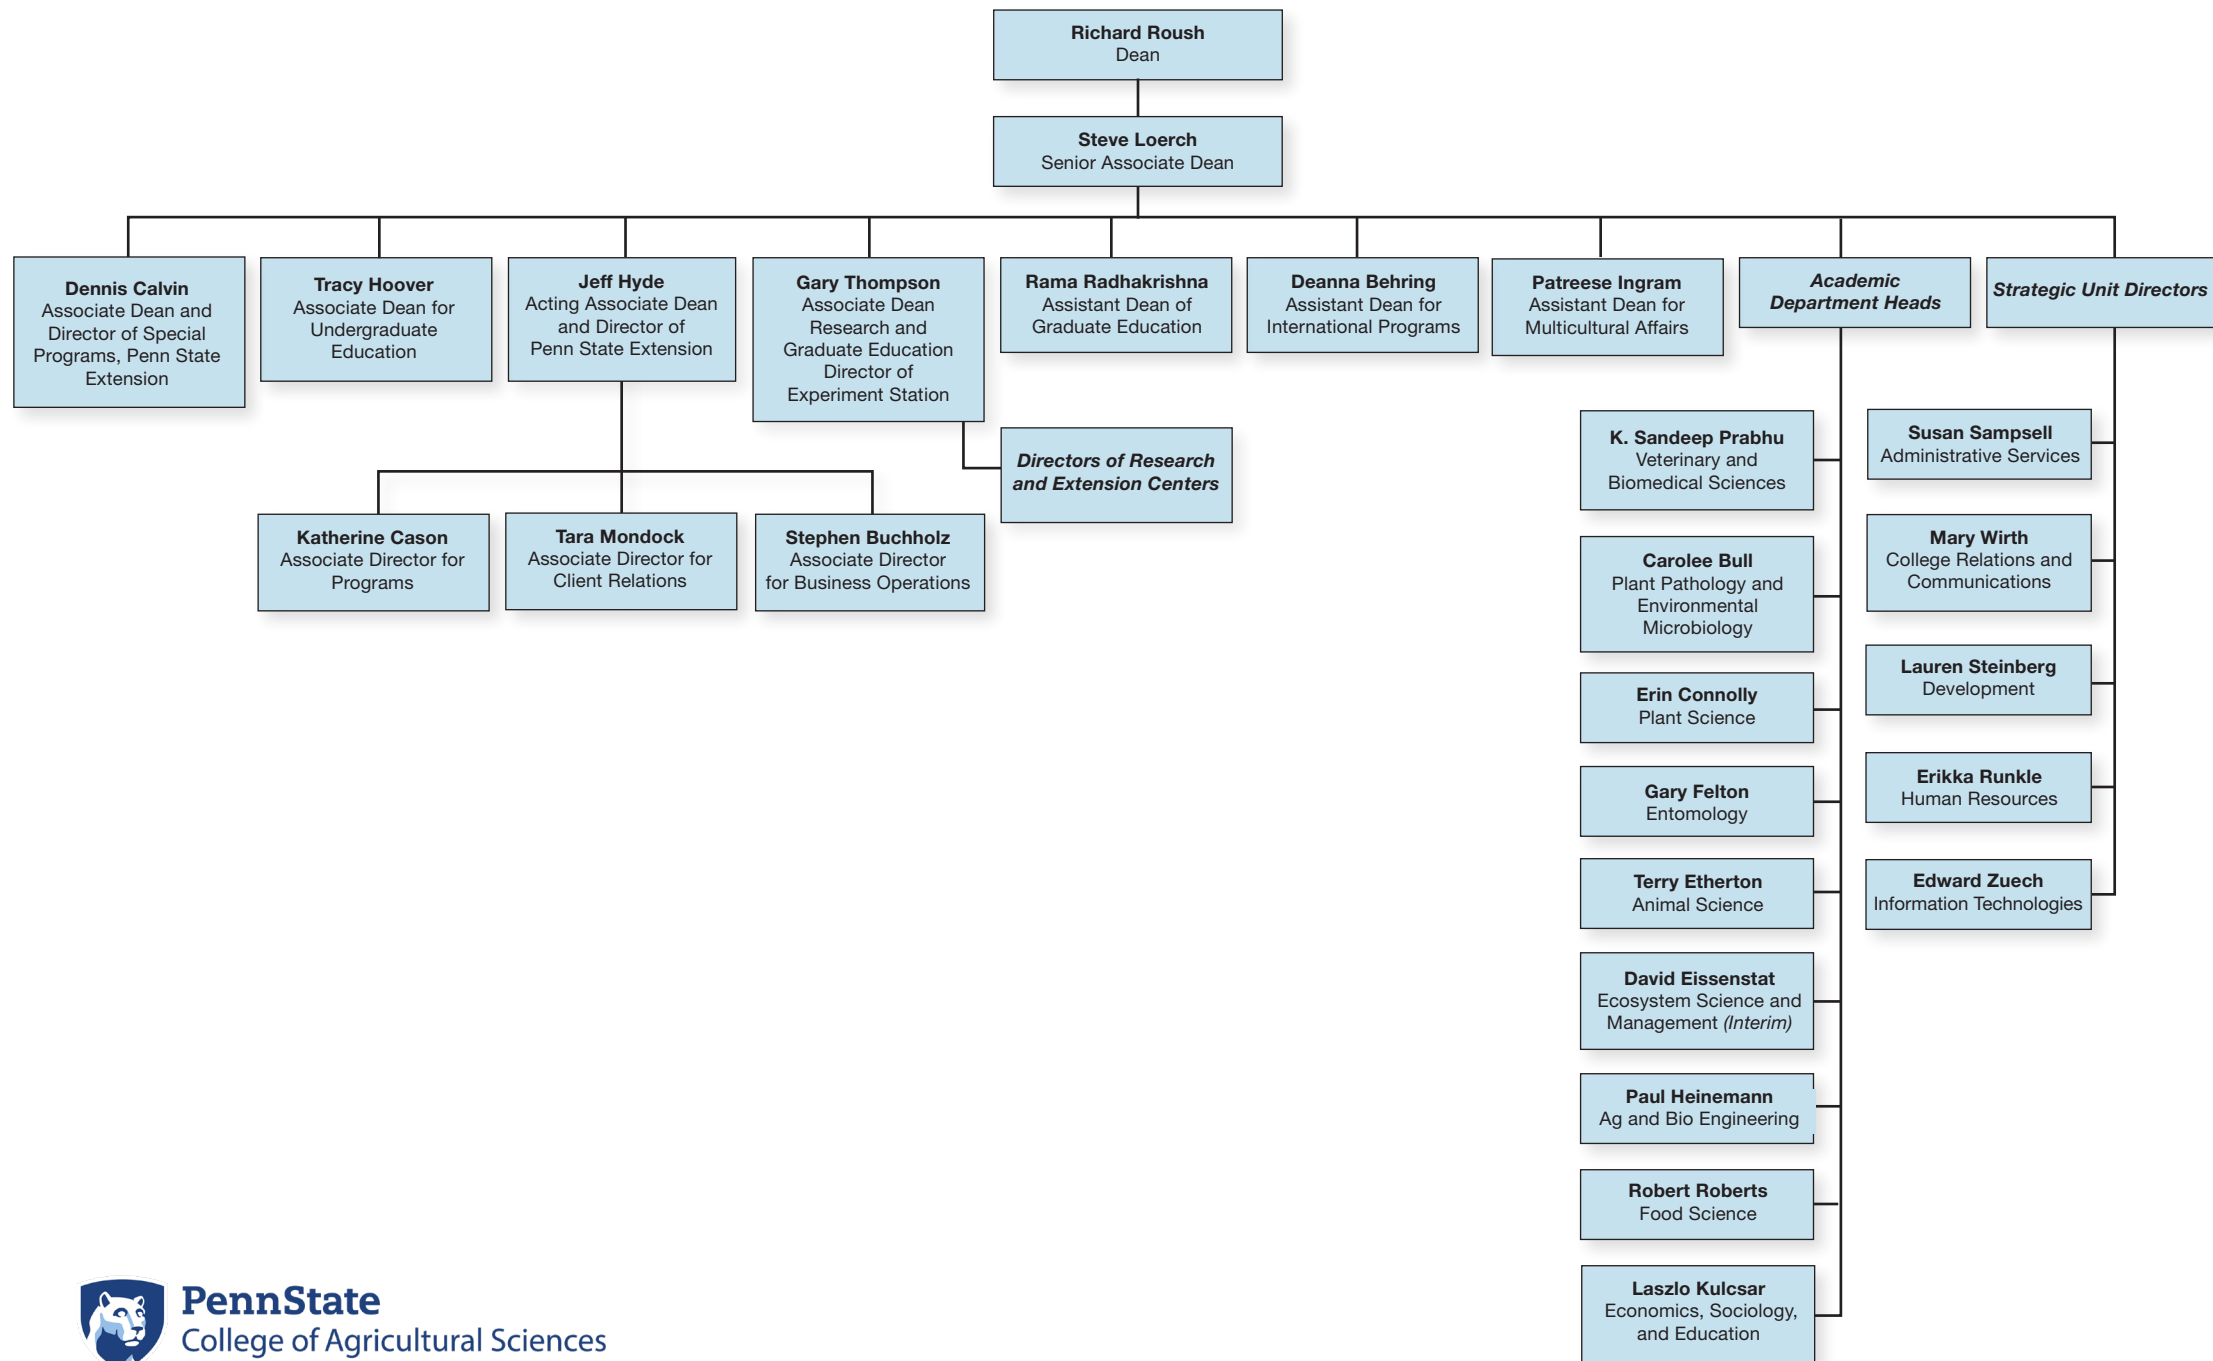 Richard Roush
Dean
Steve Loerch
Senior Associate Dean
Dennis Calvin
Associate Dean and
Director of Special
Programs, Penn State
Extension
Tracy Hoover
Associate Dean for
Undergraduate
Education
Jeff Hyde
Acting Associate Dean
and Director of
Penn State Extension
Gary Thompson
Associate Dean
Research and
Graduate Education
Director of
Experiment Station
Rama Radhakrishna
Assistant Dean of
Graduate Education
Deanna Behring
Assistant Dean for
International Programs
Patreese Ingram
Assistant Dean for
Multicultural Affairs
Academic
Department Heads
Strategic Unit Directors
Directors of Research
and Extension Centers
Katherine Cason
Associate Director for
Programs
Tara Mondock
Associate Director for
Client Relations
Stephen Buchholz
Associate Director
for Business Operations
K. Sandeep Prabhu
Veterinary and
Biomedical Sciences
Carolee Bull
Plant Pathology and
Environmental
Microbiology
Erin Connolly
Plant Science
Gary Felton
Entomology
Terry Etherton
Animal Science
David Eissenstat
Ecosystem Science and
Management (Interim)
Paul Heinemann
Ag and Bio Engineering
Robert Roberts
Food Science
Laszlo Kulcsar
Economics, Sociology,
and Education
Susan Sampsell
Administrative Services
Mary Wirth
College Relations and
Communications
Lauren Steinberg
Development
Erikka Runkle
Human Resources
Edward Zuech
Information Technologies
PennState
College of Agricultural Sciences